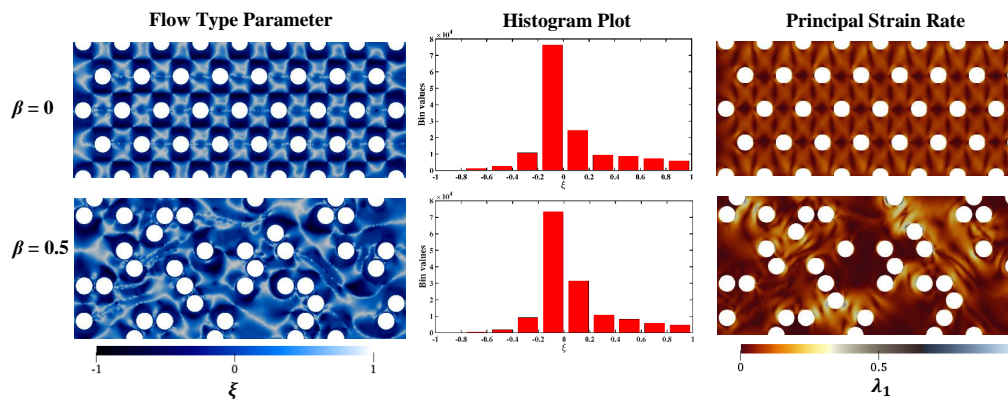 Flow Type Parameter Histogram Plot Principal Strain Rate
β = 0
× 10⁴
8
7
6
5
4
3
2
1
0
Bin values
-1 -0.8 -0.6 -0.4 -0.2 0 0.2 0.4 0.6 0.8 1
ξ
β = 0.5
× 10⁴
8
7
6
5
4
3
2
1
0
Bin values
-1 -0.8 -0.6 -0.4 -0.2 0 0.2 0.4 0.6 0.8 1
ξ
-1 0 1
ξ
0 0.5
λ₁